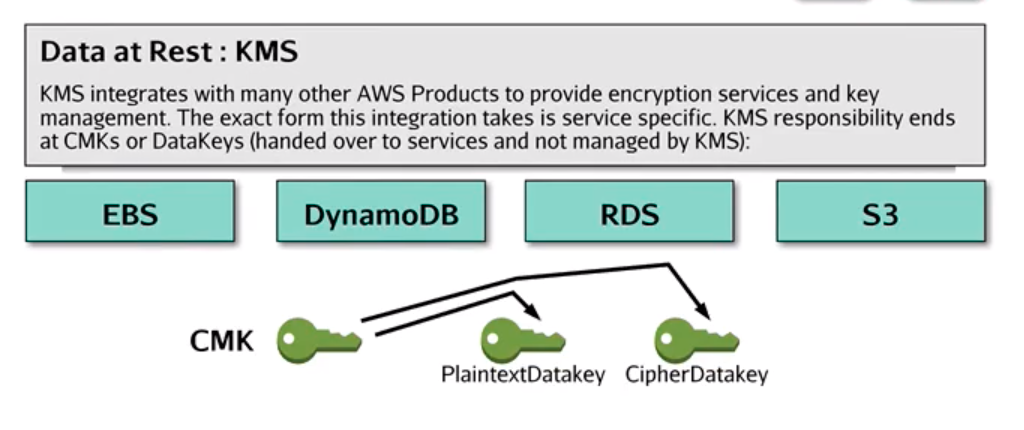 Data at Rest : KMS
KMS integrates with many other AWS Products to provide encryption services and key
management. The exact form this integration takes is service specific. KMS responsibility ends
at CMKs or DataKeys (handed over to services and not managed by KMS):
EBS
DynamoDB
RDS
S3
CMK
PlaintextDatakey
CipherDatakey